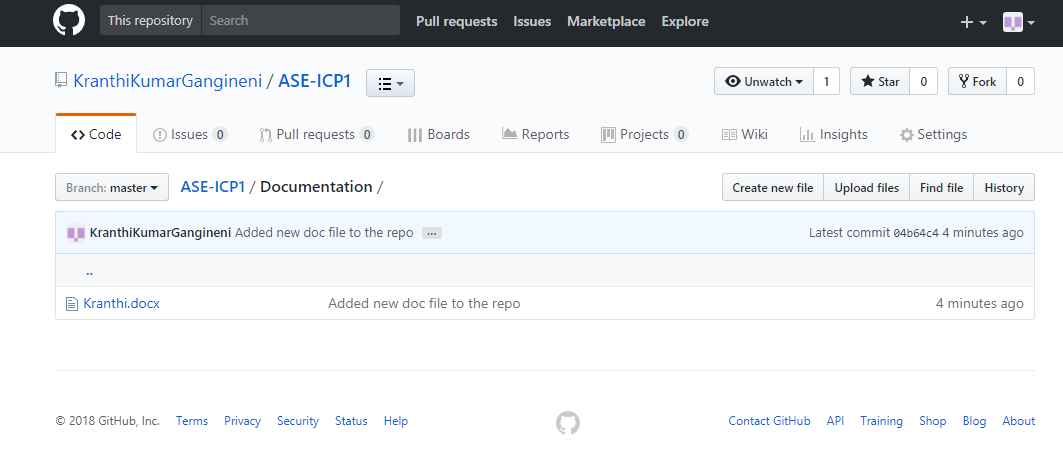 This repository Search Pull requests Issues Marketplace Explore
KranthiKumarGangineni / ASE-ICP1 Unwatch 1 Star 0 Fork 0
Code Issues 0 Pull requests 0 Boards Reports Projects 0 Wiki Insights Settings
Branch: master ASE-ICP1 / Documentation / Create new file Upload files Find file History
KranthiKumarGangineni Added new doc file to the repo ... Latest commit 04b64c4 4 minutes ago
..
Kranthi.docx Added new doc file to the repo 4 minutes ago
© 2018 GitHub, Inc. Terms Privacy Security Status Help Contact GitHub API Training Shop Blog About